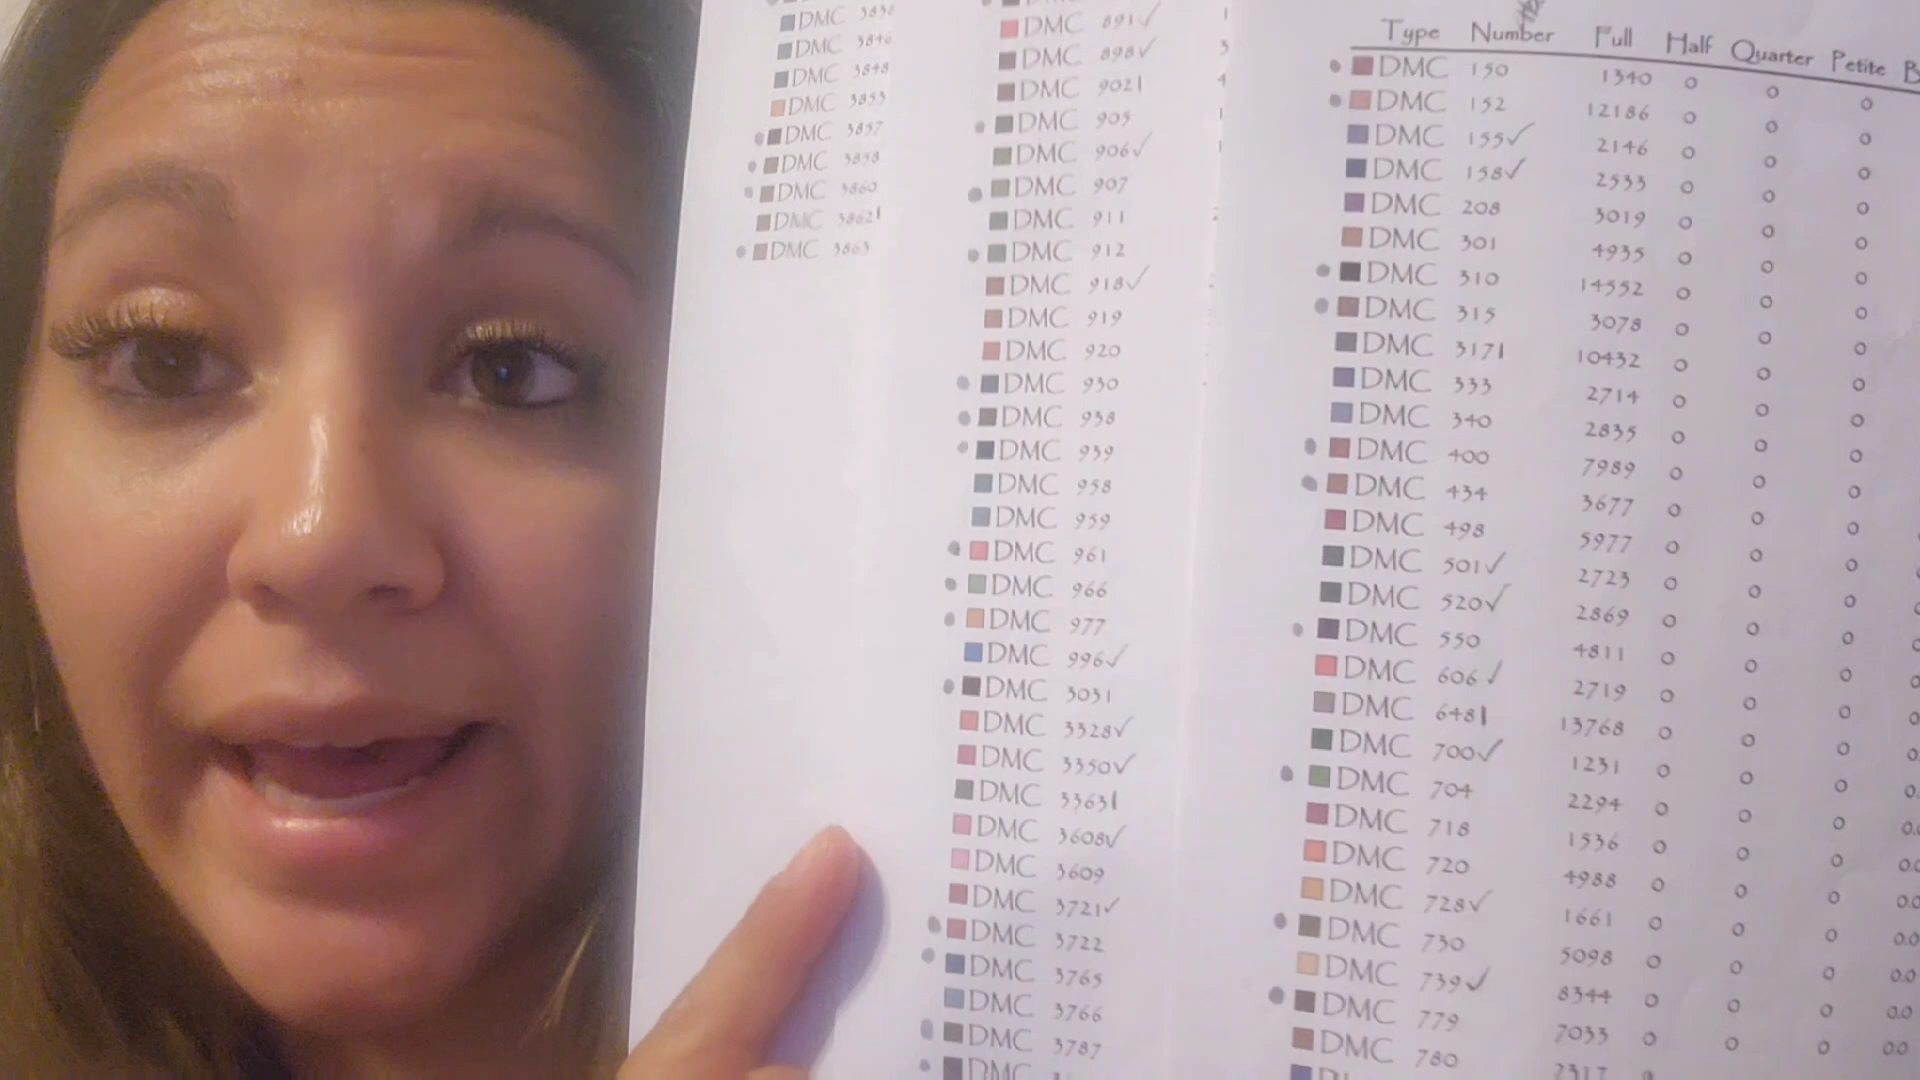 DMC
DMC
DMC 3848
DMC 3853
DMC 3857
DMC 3858
DMC 3860
DMC 3862
DMC 3863
DMC 891✓
DMC 898✓
DMC 902
DMC 905
DMC 906✓
DMC 907
DMC 911
DMC 912
DMC 918✓
DMC 919
DMC 920
DMC 930
DMC 938
DMC 939
DMC 958
DMC 959
DMC 961
DMC 966
DMC 977
DMC 996✓
DMC 3031
DMC 3328✓
DMC 3350✓
DMC 3363
DMC 3608✓
DMC 3609
DMC 3721✓
DMC 3722
DMC 3765
DMC 3766
DMC 3787
DMC
Type Number Full Half Quarter Petite
DMC 150 1340 0 0 0
DMC 152 12186 0 0 0
DMC 155✓ 2146 0 0 0
DMC 158✓ 2533 0 0 0
DMC 208 3019 0 0 0
DMC 301 4935 0 0 0
DMC 310 14552 0 0 0
DMC 315 3078 0 0 0
DMC 317 10432 0 0 0
DMC 333 2714 0 0 0
DMC 340 2835 0 0 0
DMC 400 7989 0 0 0
DMC 434 3677 0 0 0
DMC 498 5977 0 0 0
DMC 501✓ 2723 0 0 0
DMC 520✓ 2869 0 0 0
DMC 550 4811 0 0 0
DMC 606✓ 2719 0 0 0
DMC 648 13768 0 0 0
DMC 700✓ 1231 0 0 0
DMC 704 2294 0 0 0
DMC 718 1536 0 0 0
DMC 720 4988 0 0 0
DMC 728✓ 1661 0 0 0
DMC 730 5098 0 0 0
DMC 739✓ 8344 0 0 0
DMC 779 7033 0 0 0
DMC 780